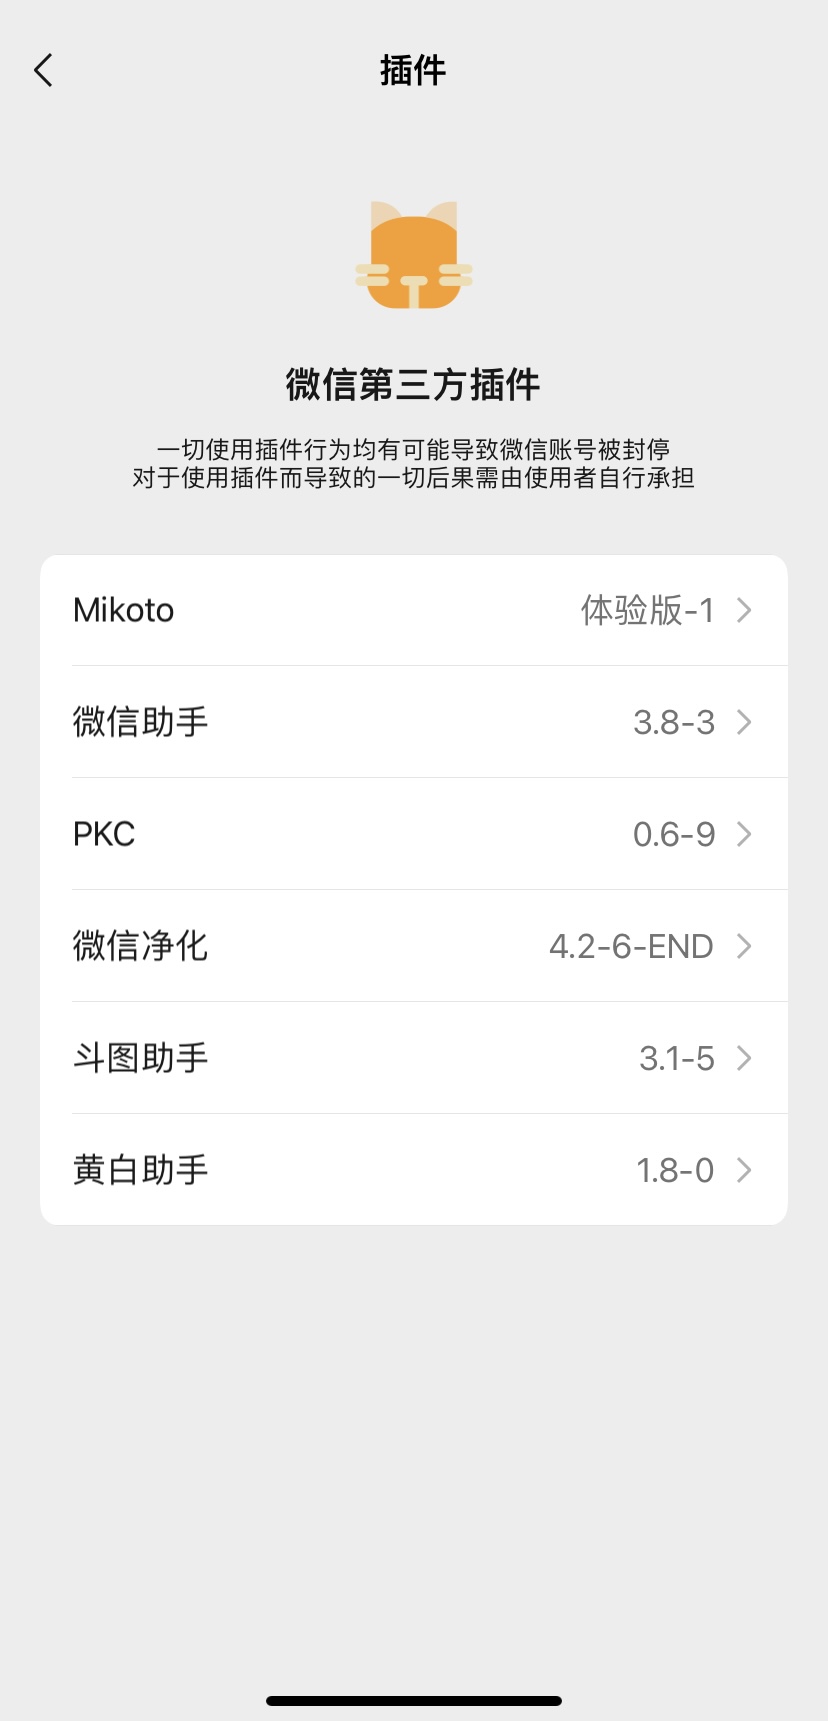 插件
微信第三方插件
一切使用插件行为均有可能导致微信账号被封停
对于使用插件而导致的一切后果需由使用者自行承担
Mikoto 体验版-1
微信助手 3.8-3
PKC 0.6-9
微信净化 4.2-6-END
斗图助手 3.1-5
黄白助手 1.8-0